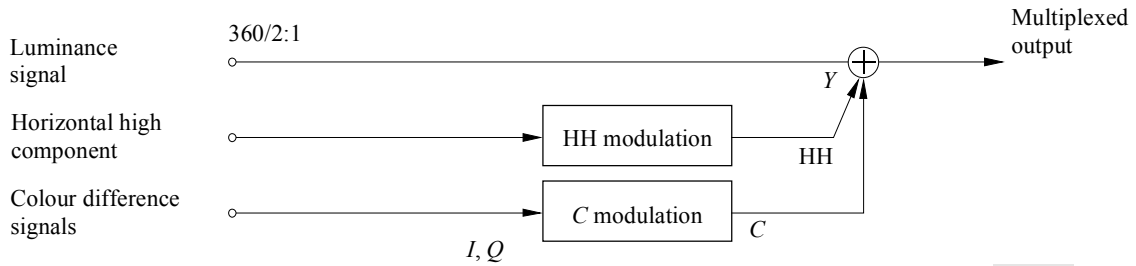 Luminance
signal
360/2:1
Y
Multiplexed
output
Horizontal high
component
HH modulation
HH
Colour difference
signals
I, Q
C modulation
C